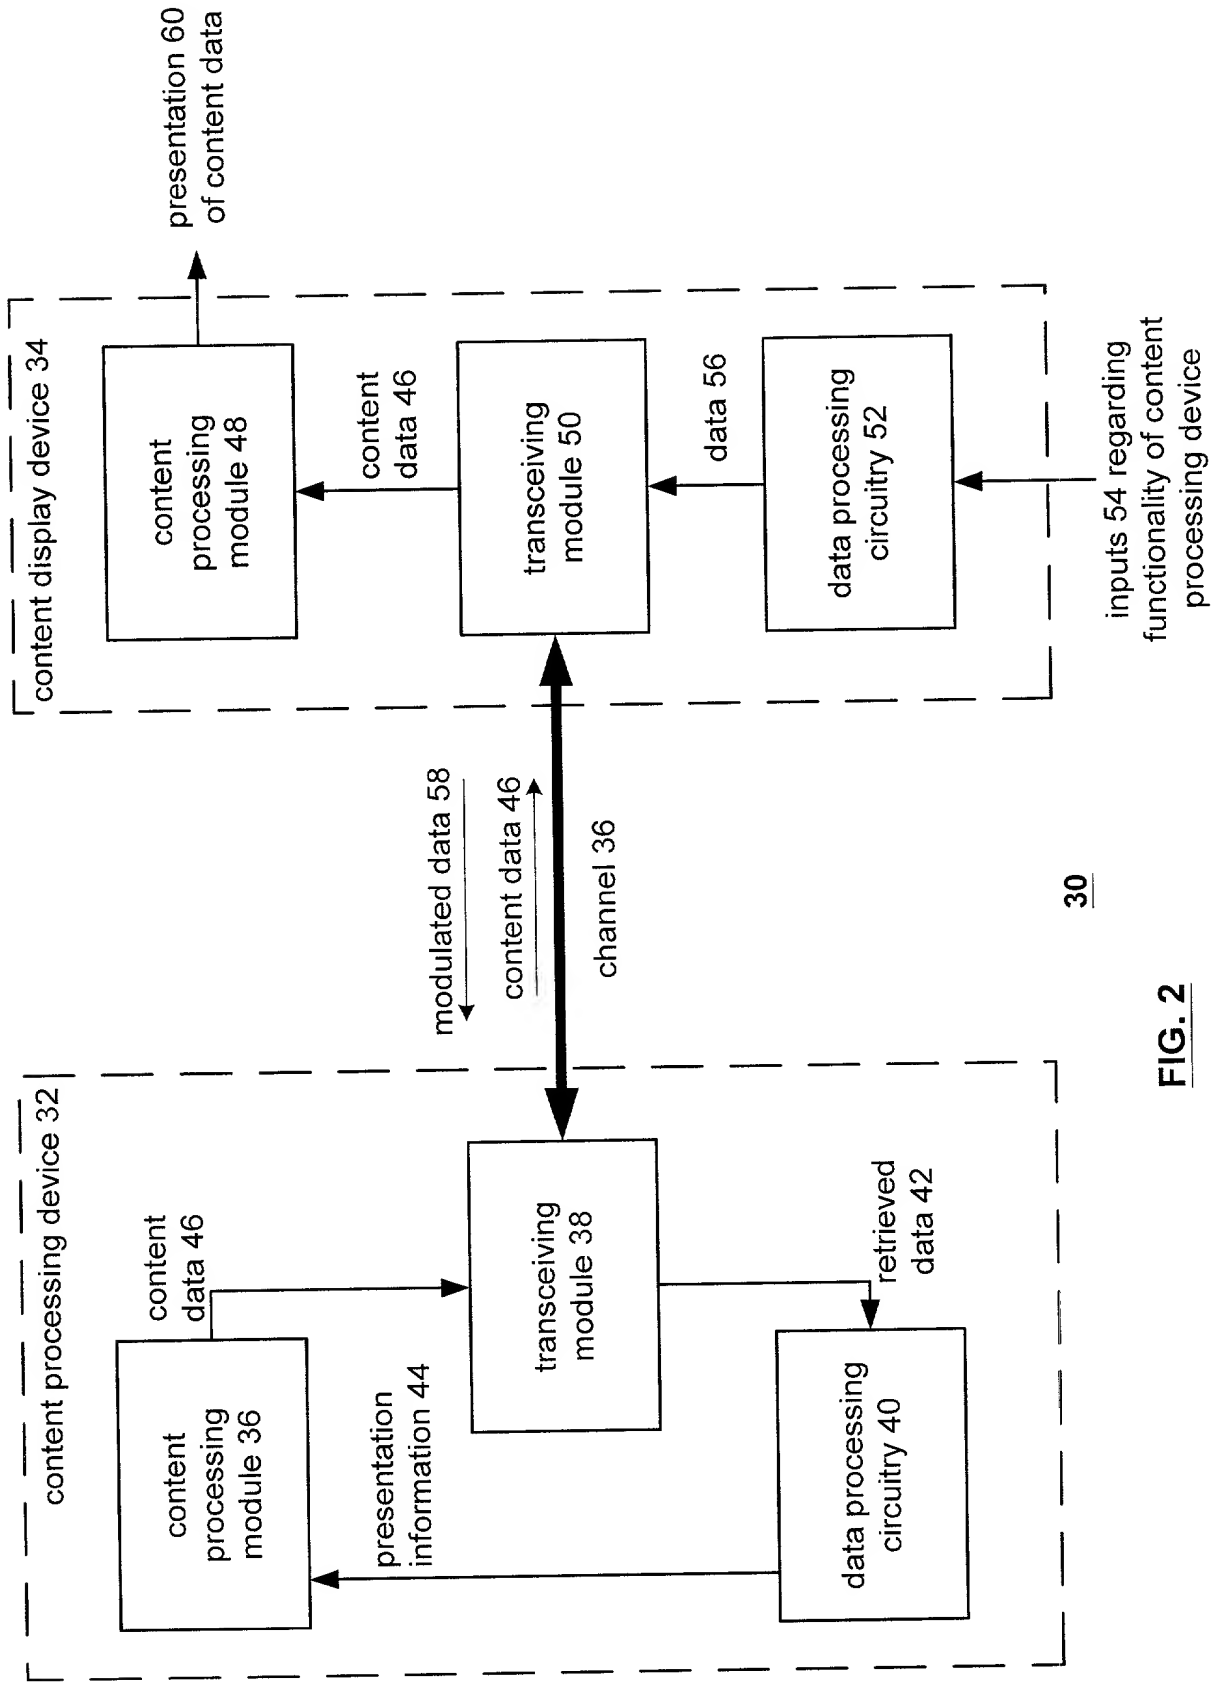 content processing device 32
content
processing
module 36
content
data 46
presentation
information 44
transceiving
module 38
retrieved
data 42
data processing
circuitry 40
modulated data 58
content data 46
channel 36
content display device 34
content
processing
module 48
presentation 60
of content data
content
data 46
transceiving
module 50
data 56
data processing
circuitry 52
inputs 54 regarding
functionality of content
processing device
30
FIG. 2